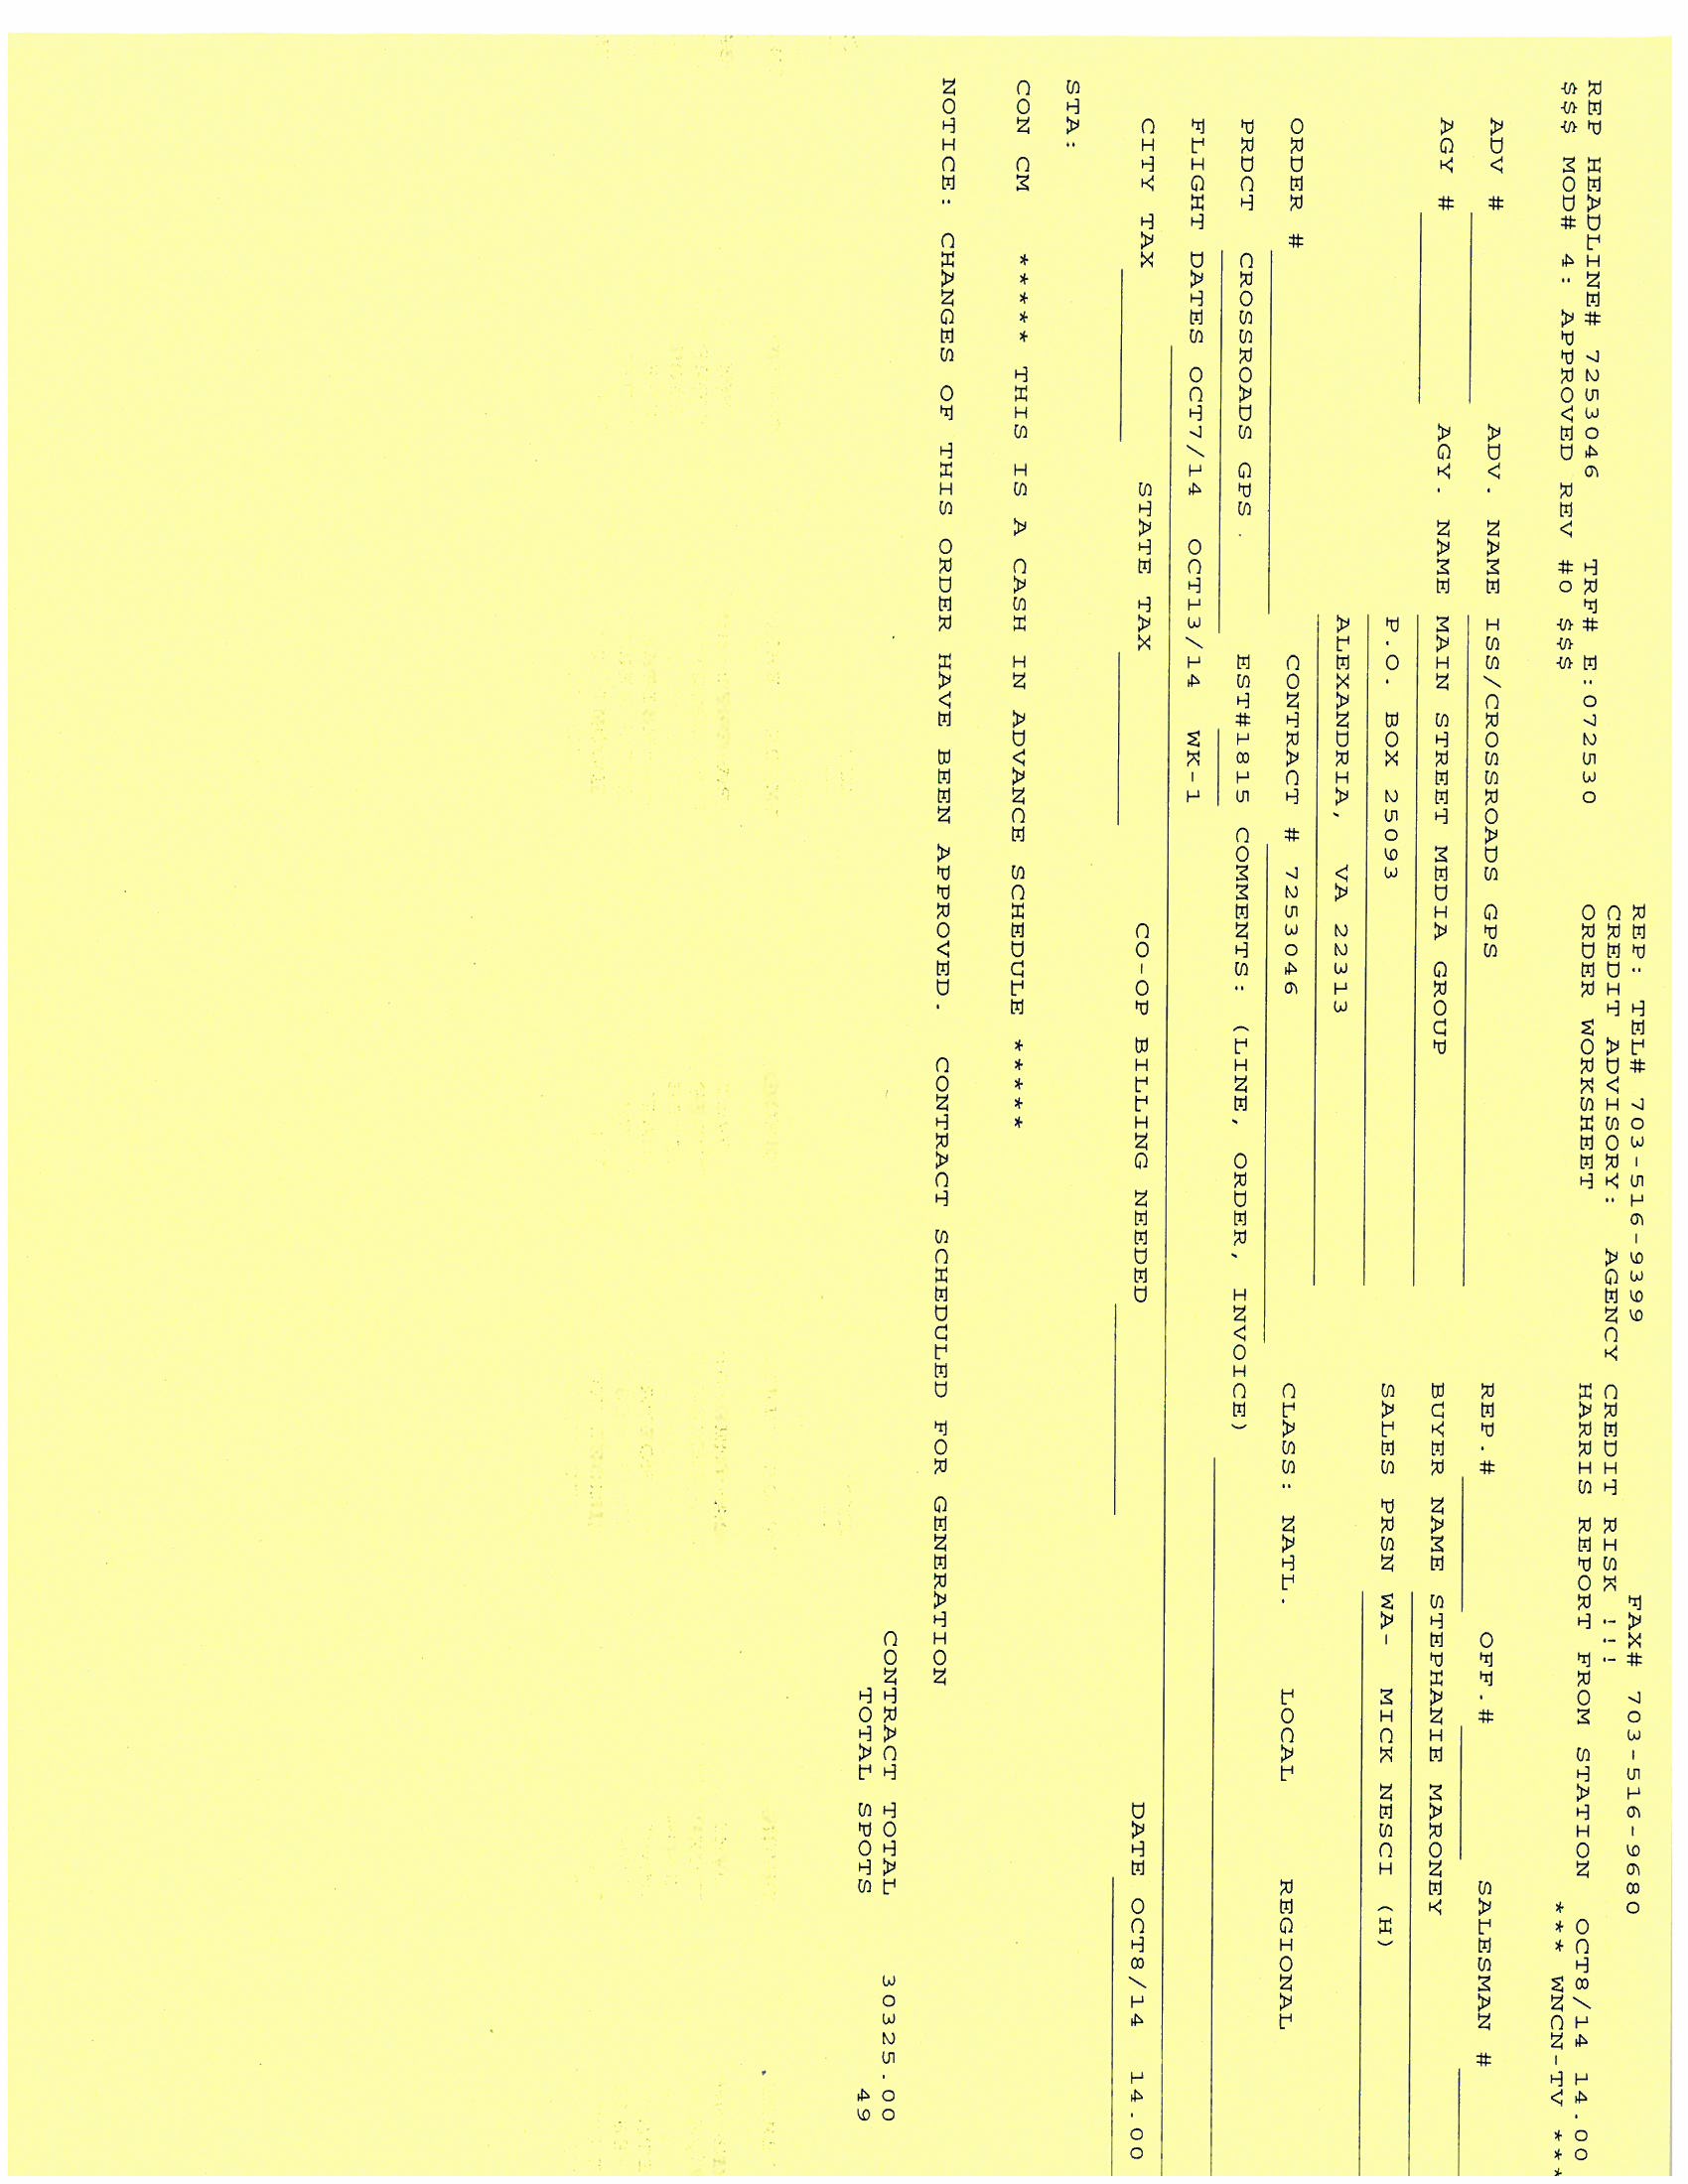 REP: TEL# 703-516-9399 FAX# 703-516-9680
CREDIT ADVISORY: AGENCY CREDIT RISK !!!
REP HEADLINE# 7253046 TRF# E:072530 ORDER WORKSHEET HARRIS REPORT FROM STATION OCT8/14 14.00
$$$ MOD# 4: APPROVED REV #0 $$$ *** WNCN-TV ***
ADV # ADV. NAME ISS/CROSSROADS GPS REP.# OFF.# SALESMAN #
AGY # AGY. NAME MAIN STREET MEDIA GROUP BUYER NAME STEPHANIE MARONEY
P.O. BOX 25093 SALES PRSN WA- MICK NESCI (H)
ALEXANDRIA, VA 22313
ORDER # CONTRACT # 7253046 CLASS: NATL. LOCAL REGIONAL
PRDCT CROSSROADS GPS. EST#1815 COMMENTS: (LINE, ORDER, INVOICE)
FLIGHT DATES OCT7/14 OCT13/14 WK-1
CITY TAX STATE TAX CO-OP BILLING NEEDED DATE OCT8/14 14.00
STA:
CON CM ***** THIS IS A CASH IN ADVANCE SCHEDULE *****
NOTICE: CHANGES OF THIS ORDER HAVE BEEN APPROVED. CONTRACT SCHEDULED FOR GENERATION
CONTRACT TOTAL 30325.00
TOTAL SPOTS 49